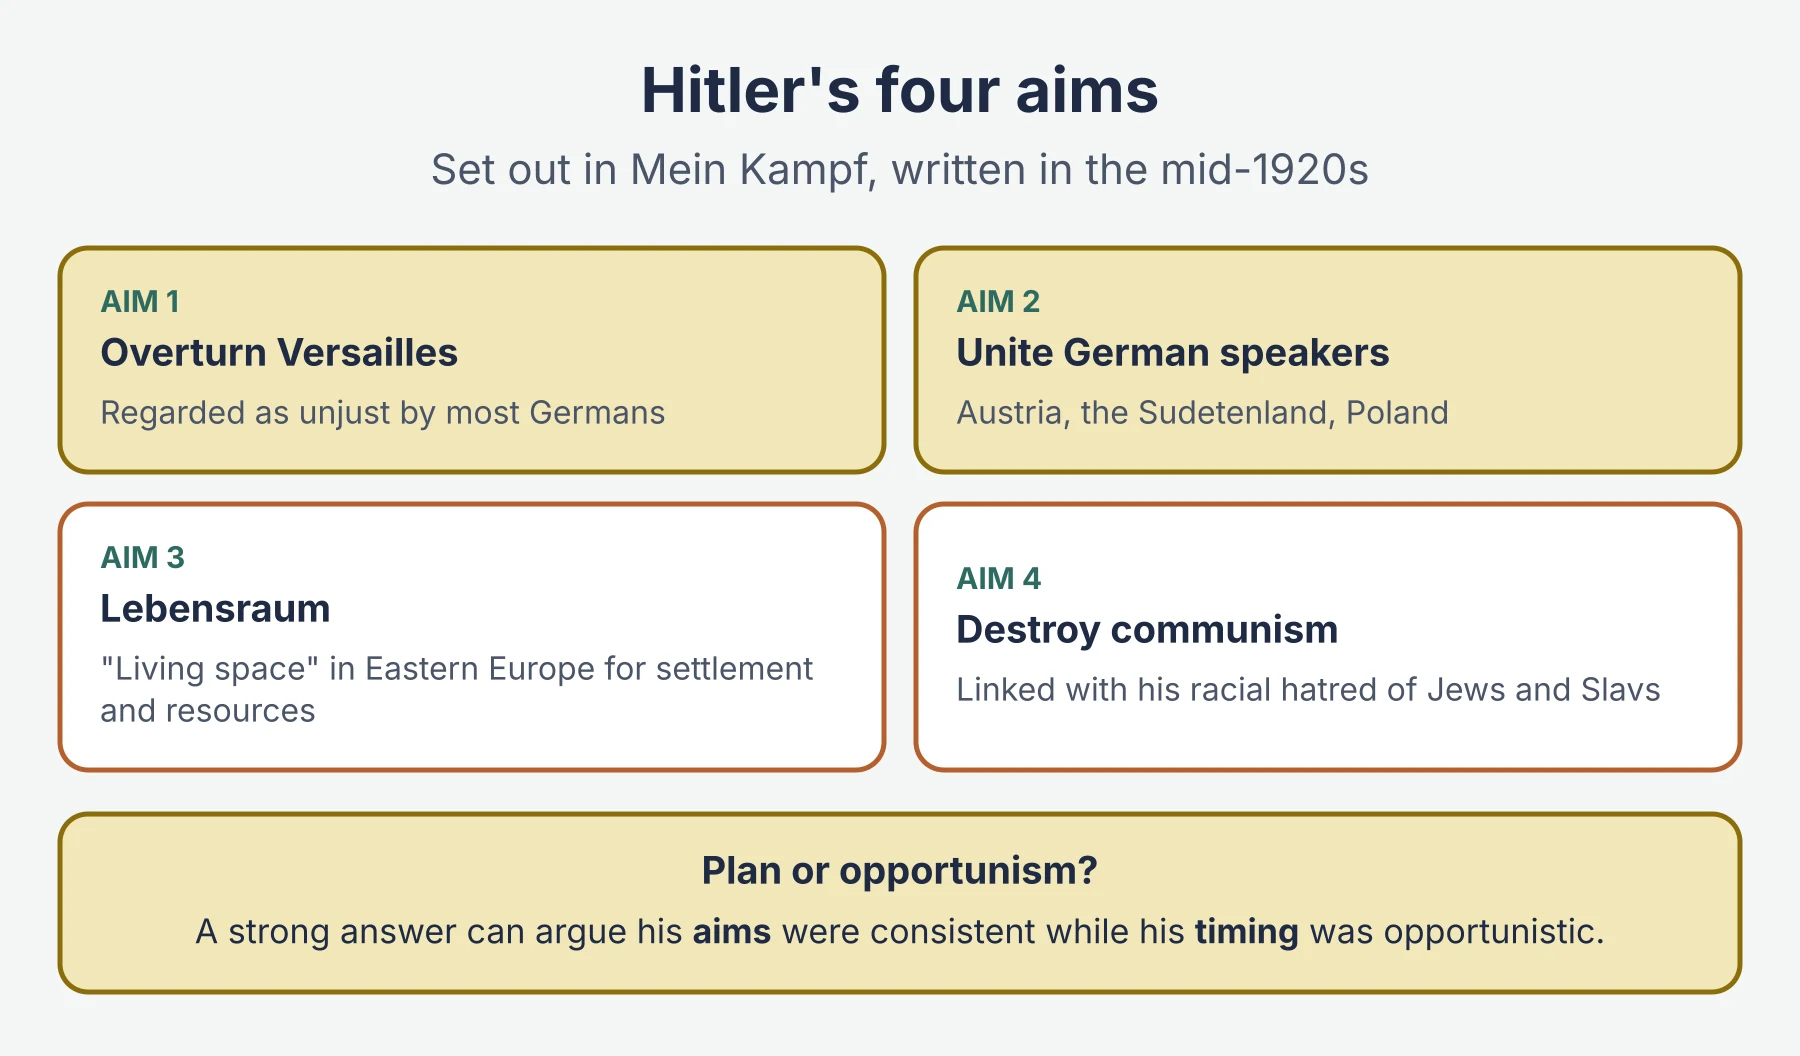 Hitler's four aims
Set out in Mein Kampf, written in the mid-1920s
AIM 1
Overturn Versailles
Regarded as unjust by most Germans
AIM 2
Unite German speakers
Austria, the Sudetenland, Poland
AIM 3
Lebensraum
"Living space" in Eastern Europe for settlement
and resources
AIM 4
Destroy communism
Linked with his racial hatred of Jews and Slavs
Plan or opportunism?
A strong answer can argue his aims were consistent while his timing was opportunistic.